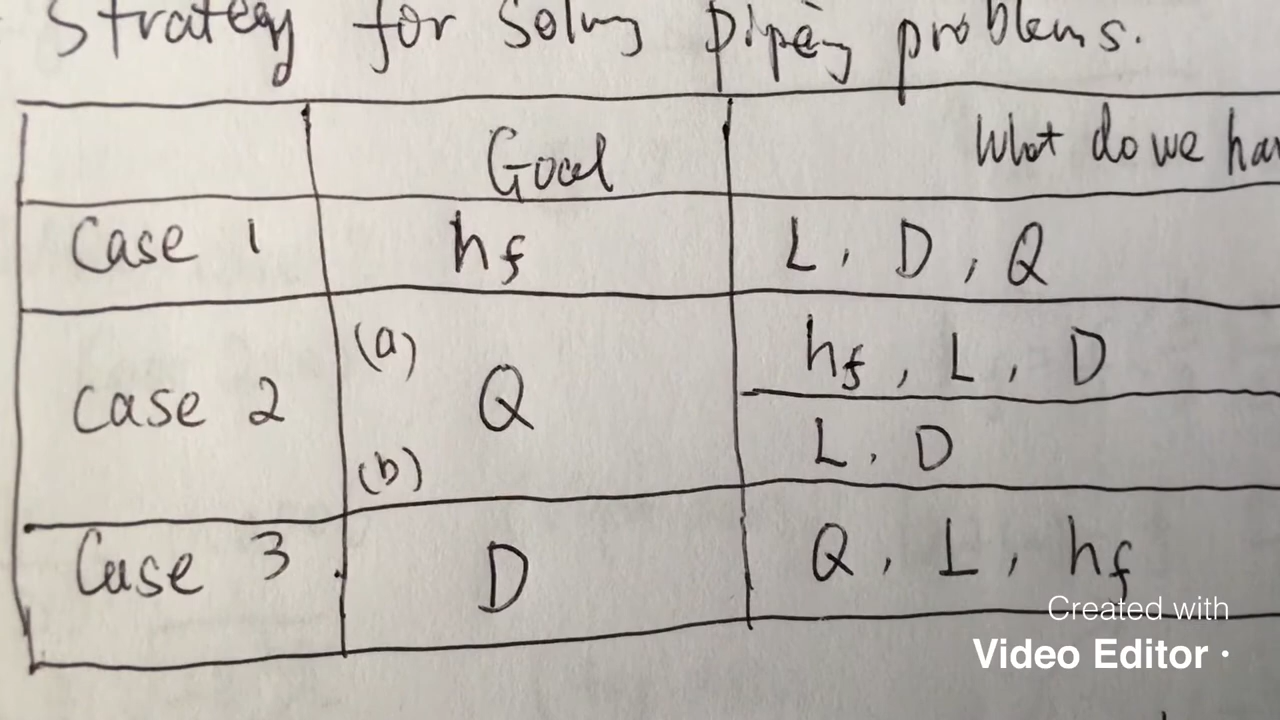 Strategy for Solving piping problems.
Goal What do we ha
Case 1 hf L, D, Q
Case 2 (a) Q hf, L, D
(b) L, D
Case 3 D Q, L, hf
Created with
Video Editor